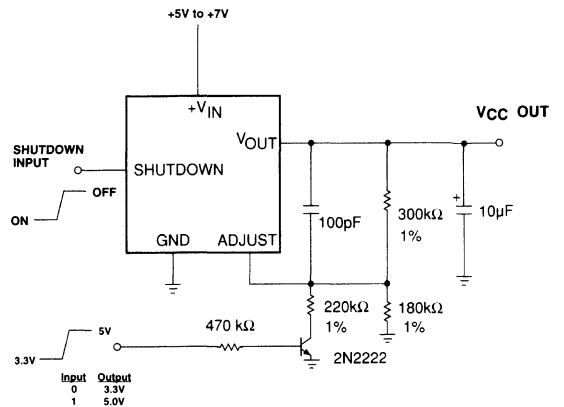 +5V to +7V
+VIN
VCC OUT
VOUT
SHUTDOWN
INPUT
SHUTDOWN
OFF
ON
100pF
300kΩ
1%
+
10µF
GND
ADJUST
220kΩ
1%
180kΩ
1%
470 kΩ
5V
3.3V
2N2222
Input Output
0 3.3V
1 5.0V